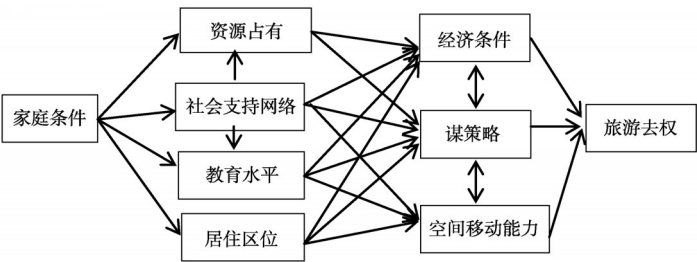 家庭条件
资源占有
社会支持网络
教育水平
居住区位
经济条件
谋策略
空间移动能力
旅游去权